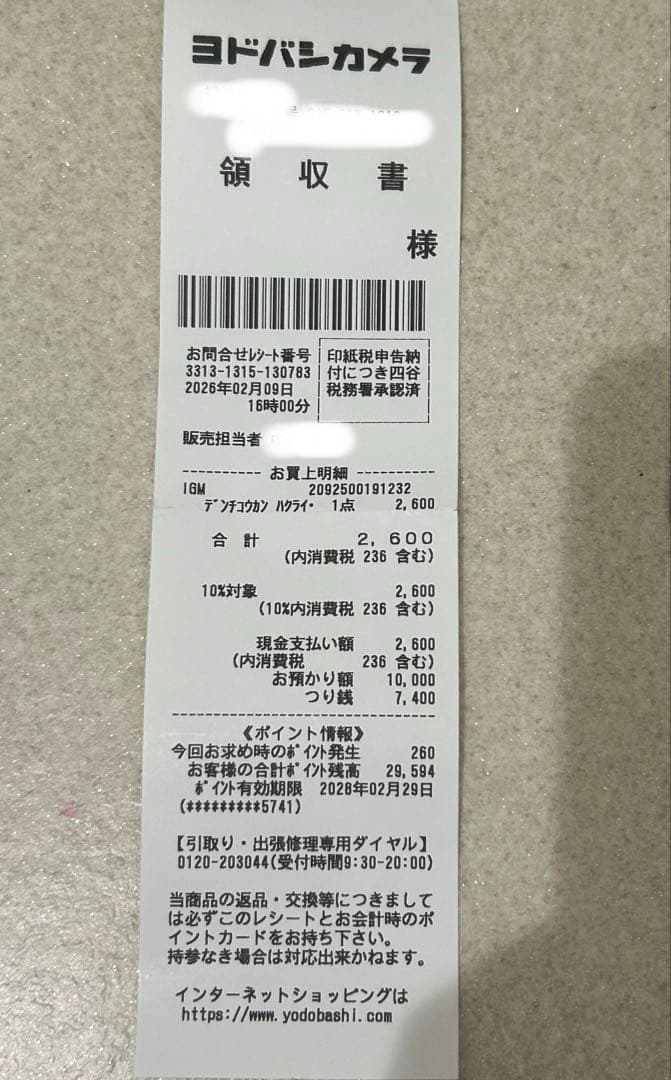 ヨドバシカメラ
領 収 書
様
お問合せﾚｼｰﾄ番号
3313-1315-130783
2026年02月09日
16時00分
印紙税申告納
付につき四谷
税務署承認済
販売担当者
---------- お買上明細 ----------
IGM 2092500191232
ﾃﾞﾝﾁｮｳｶﾝ ﾊｸﾗｲ･ 1点 2,600
合 計 2,600
(内消費税 236 含む)
10%対象 2,600
(10%内消費税 236 含む)
現金支払い額 2,600
(内消費税 236 含む)
お預かり額 10,000
つり銭 7,400
《ポイント情報》
今回お求め時のﾎﾟｲﾝﾄ発生 260
お客様の合計ﾎﾟｲﾝﾄ残高 29,594
ﾎﾟｲﾝﾄ有効期限 2028年02月29日
(*********5741)
【引取り・出張修理専用ダイヤル】
0120-203044(受付時間9:30-20:00)
当商品の返品・交換等につきまして
は必ずこのレシートとお会計時のポ
イントカードをお持ち下さい。
持参なき場合は対応出来かねます。
インターネットショッピングは
https://www.yodobashi.com